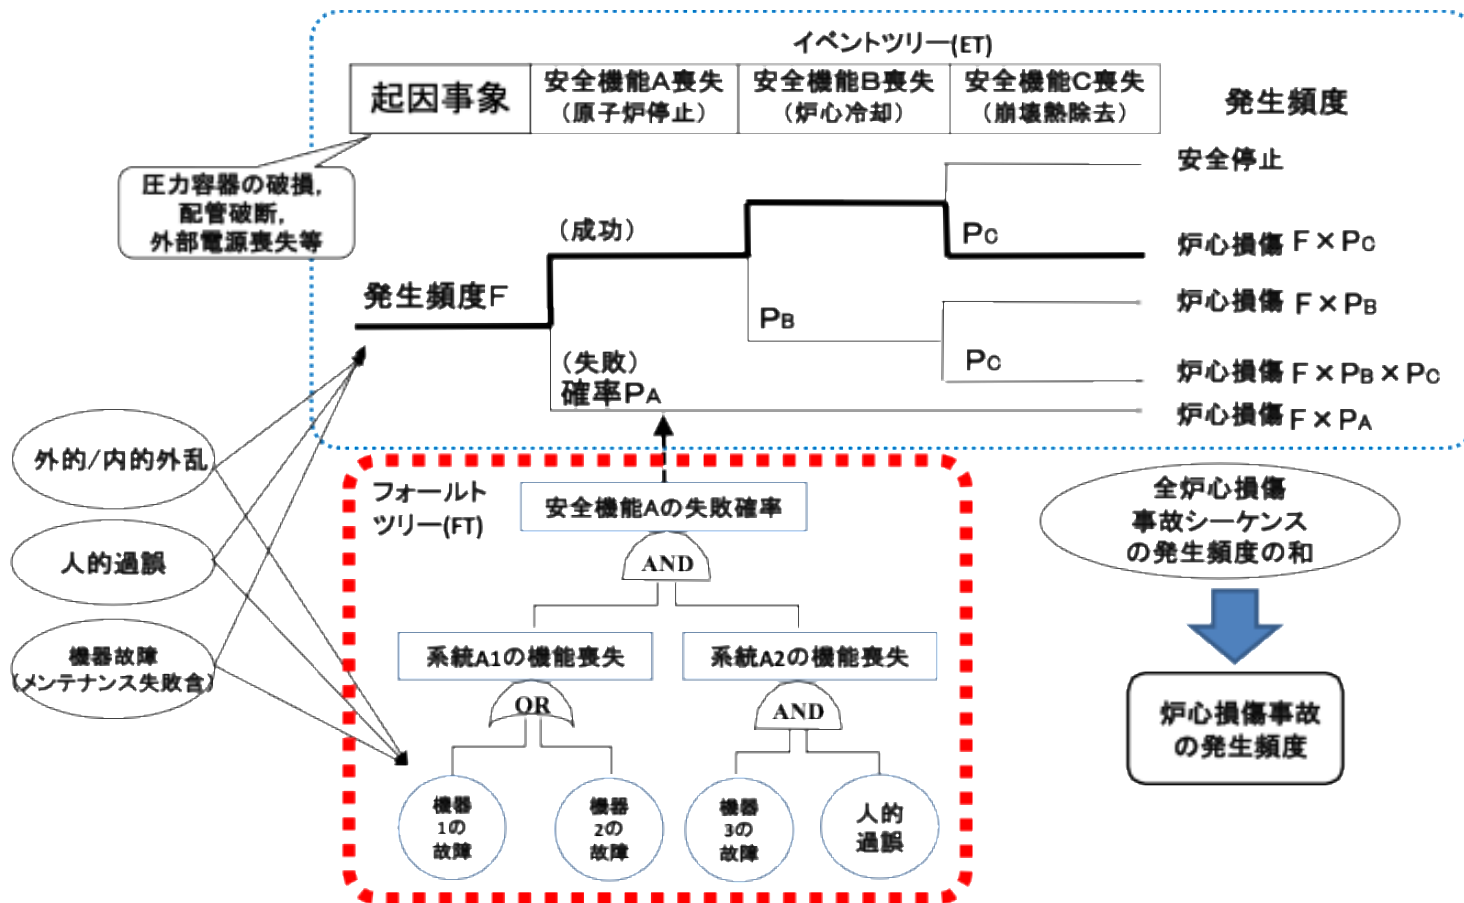 イベントツリー(ET)
起因事象
安全機能A喪失
(原子炉停止)
安全機能B喪失
(炉心冷却)
安全機能C喪失
(崩壊熱除去)
発生頻度
圧力容器の破損,
配管破断,
外部電源喪失等
発生頻度F
(成功)
(失敗)
確率PA
PB
PC
PC
安全停止
炉心損傷 F×PC
炉心損傷 F×PB
炉心損傷 F×PB×PC
炉心損傷 F×PA
外的/内的外乱
人的過誤
機器故障
(メンテナンス失敗含)
フォールト
ツリー(FT)
安全機能Aの失敗確率
AND
系統A1の機能喪失
系統A2の機能喪失
OR
AND
機器
1の
故障
機器
2の
故障
機器
3の
故障
人的
過誤
全炉心損傷
事故シーケンス
の発生頻度の和
炉心損傷事故
の発生頻度